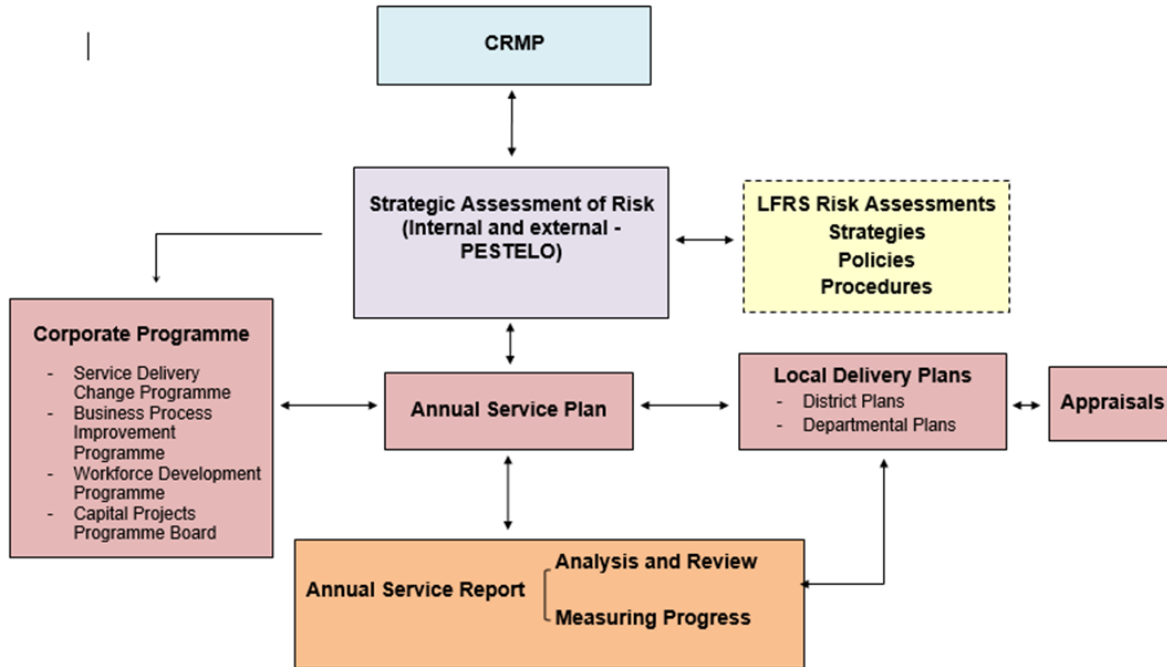 CRMP
Strategic Assessment of Risk
(Internal and external -
PESTELO)
LFRS Risk Assessments
Strategies
Policies
Procedures
Corporate Programme
- Service Delivery
Change Programme
- Business Process
Improvement
Programme
- Workforce Development
Programme
- Capital Projects
Programme Board
Annual Service Plan
Local Delivery Plans
- District Plans
- Departmental Plans
Appraisals
Annual Service Report
Analysis and Review
Measuring Progress